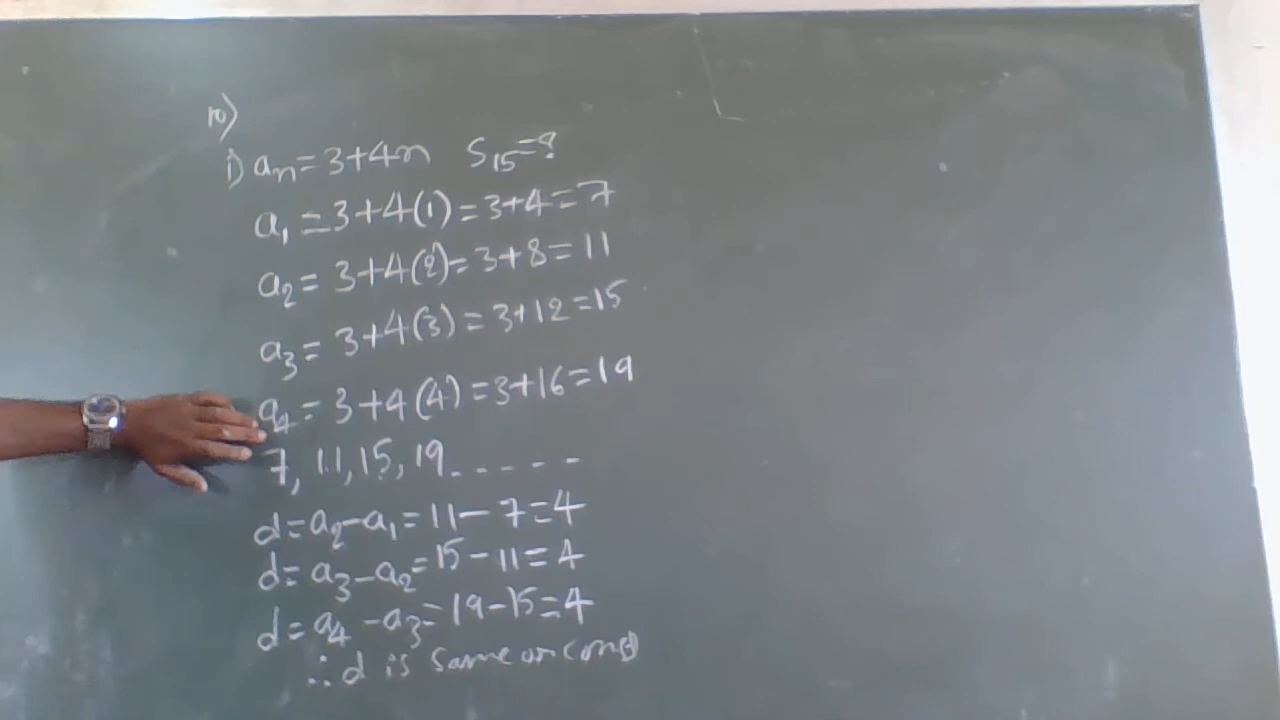 10)
i) aₙ = 3+4n S₁₅ = ?
a₁ = 3+4(1) = 3+4 = 7
a₂ = 3+4(2) = 3+8 = 11
a₃ = 3+4(3) = 3+12 = 15
a₄ = 3+4(4) = 3+16 = 19
7, 11, 15, 19 - - - - -
d = a₂-a₁ = 11-7 = 4
d = a₃-a₂ = 15-11 = 4
d = a₄-a₃ = 19-15 = 4
∴ d is same or